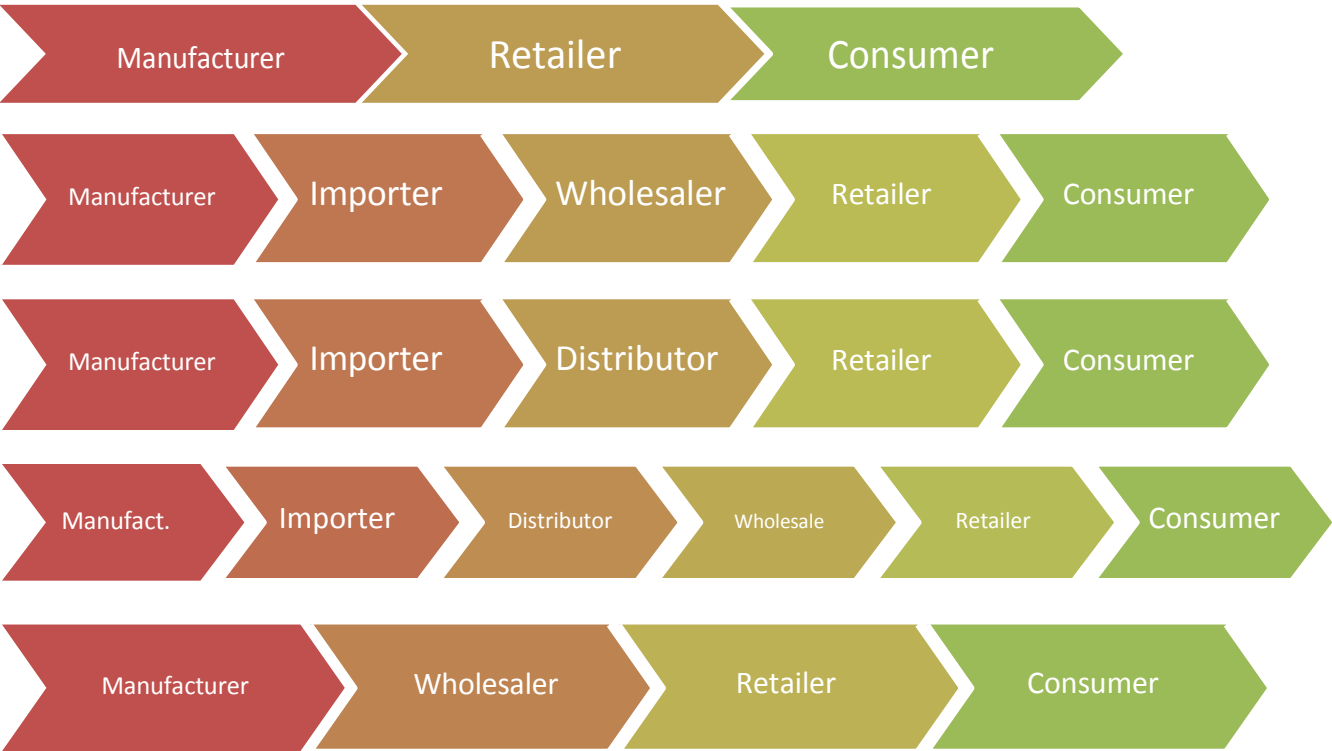 Manufacturer Retailer Consumer
Manufacturer Importer Wholesaler Retailer Consumer
Manufacturer Importer Distributor Retailer Consumer
Manufact. Importer Distributor Wholesale Retailer Consumer
Manufacturer Wholesaler Retailer Consumer